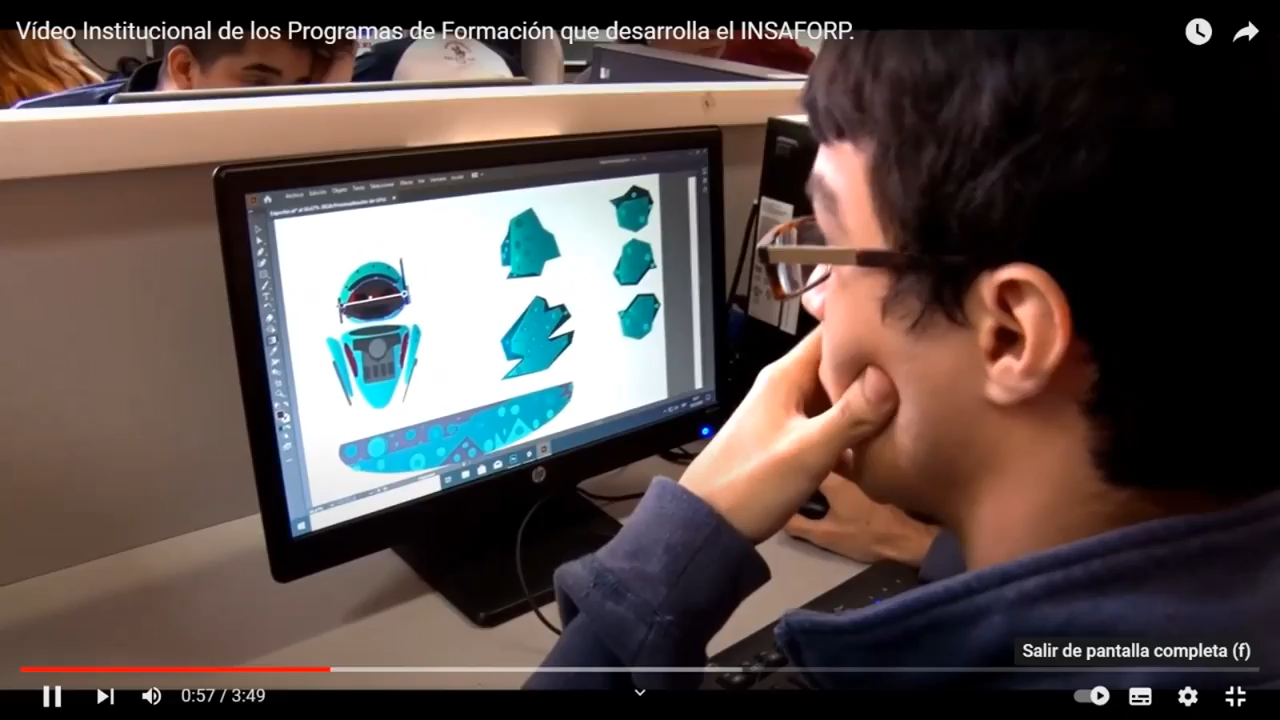 Vídeo Institucional de los Programas de Formación que desarrolla el INSAFORP.
hp
Salir de pantalla completa (f)
0:57 / 3:49